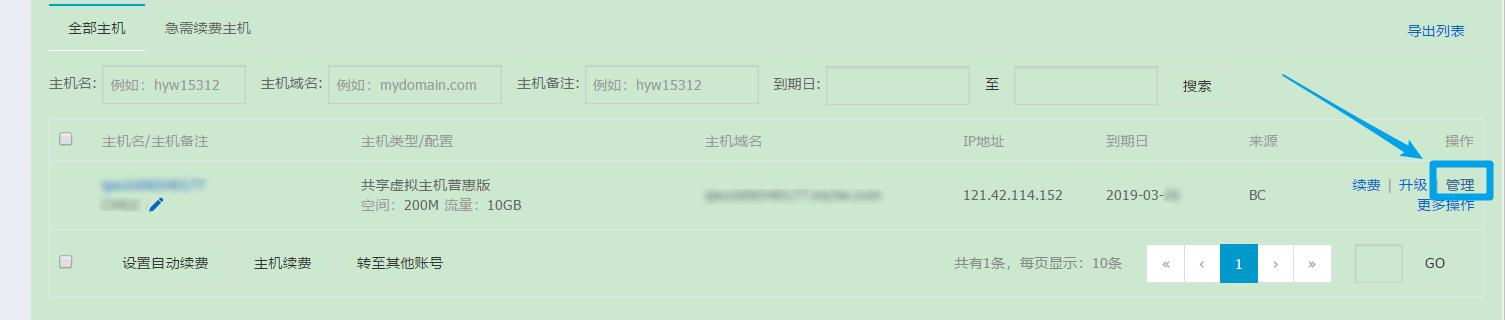 全部主机 急需续费主机 导出列表
主机名: 例如：hyw15312 主机域名: 例如：mydomain.com 主机备注: 例如：hyw15312 到期日: 至 搜索
主机名/主机备注 主机类型/配置 主机域名 IP地址 到期日 来源 操作
共享虚拟主机普惠版 121.42.114.152 2019-03- BC 续费 | 升级 | 管理
空间：200M 流量：10GB 更多操作
设置自动续费 主机续费 转至其他账号 共有1条，每页显示：10条 « ‹ 1 › » GO